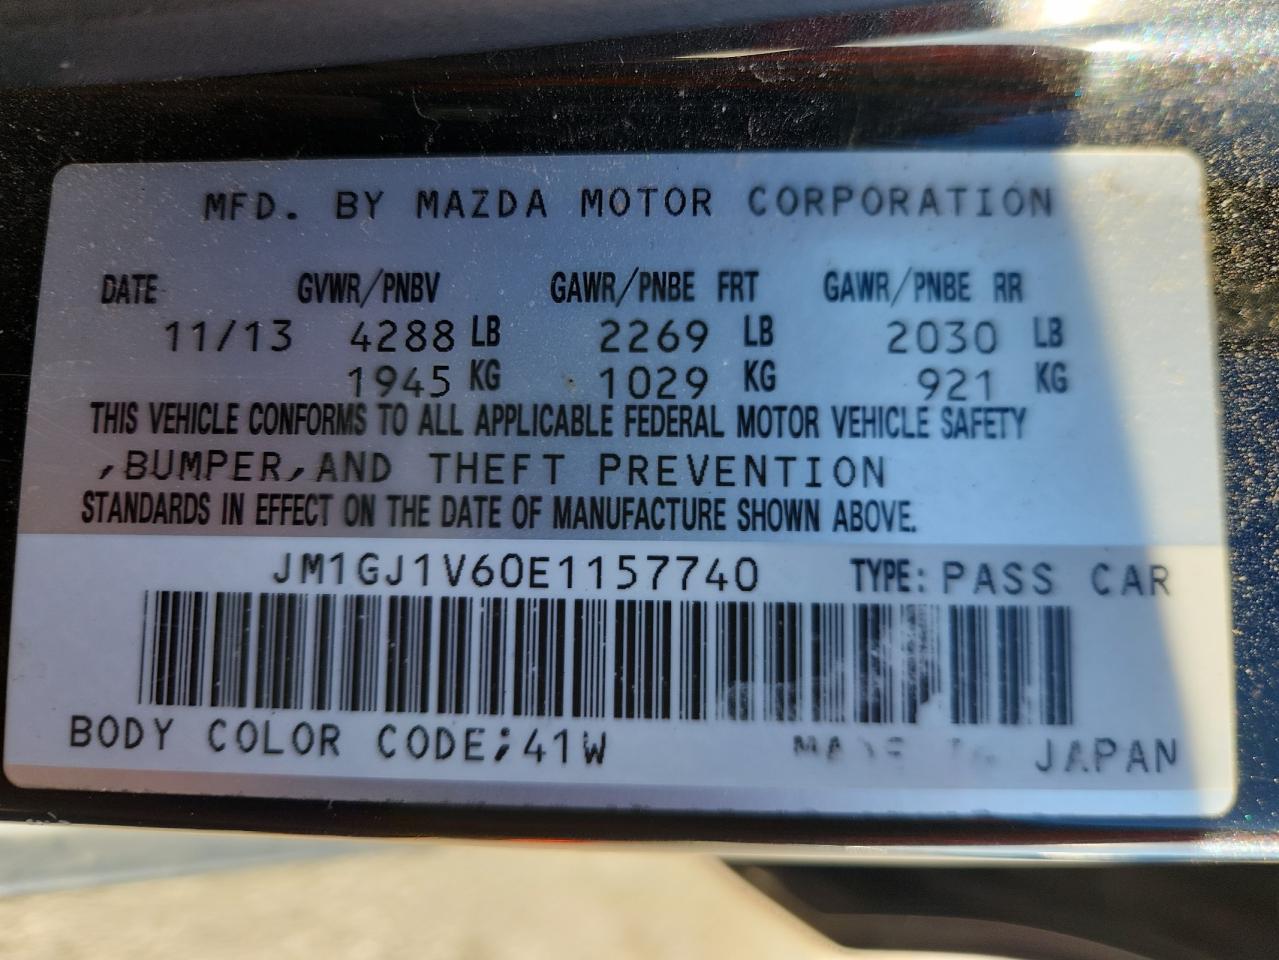 MFD. BY MAZDA MOTOR CORPORATION
DATE GVWR/PNBV GAWR/PNBE FRT GAWR/PNBE RR
11/13 4288 LB 2269 LB 2030 LB
1945 KG 1029 KG 921 KG
THIS VEHICLE CONFORMS TO ALL APPLICABLE FEDERAL MOTOR VEHICLE SAFETY
,BUMPER,AND THEFT PREVENTION
STANDARDS IN EFFECT ON THE DATE OF MANUFACTURE SHOWN ABOVE.
JM1GJ1V60E1157740 TYPE: PASS CAR
BODY COLOR CODE;41W MADE IN JAPAN